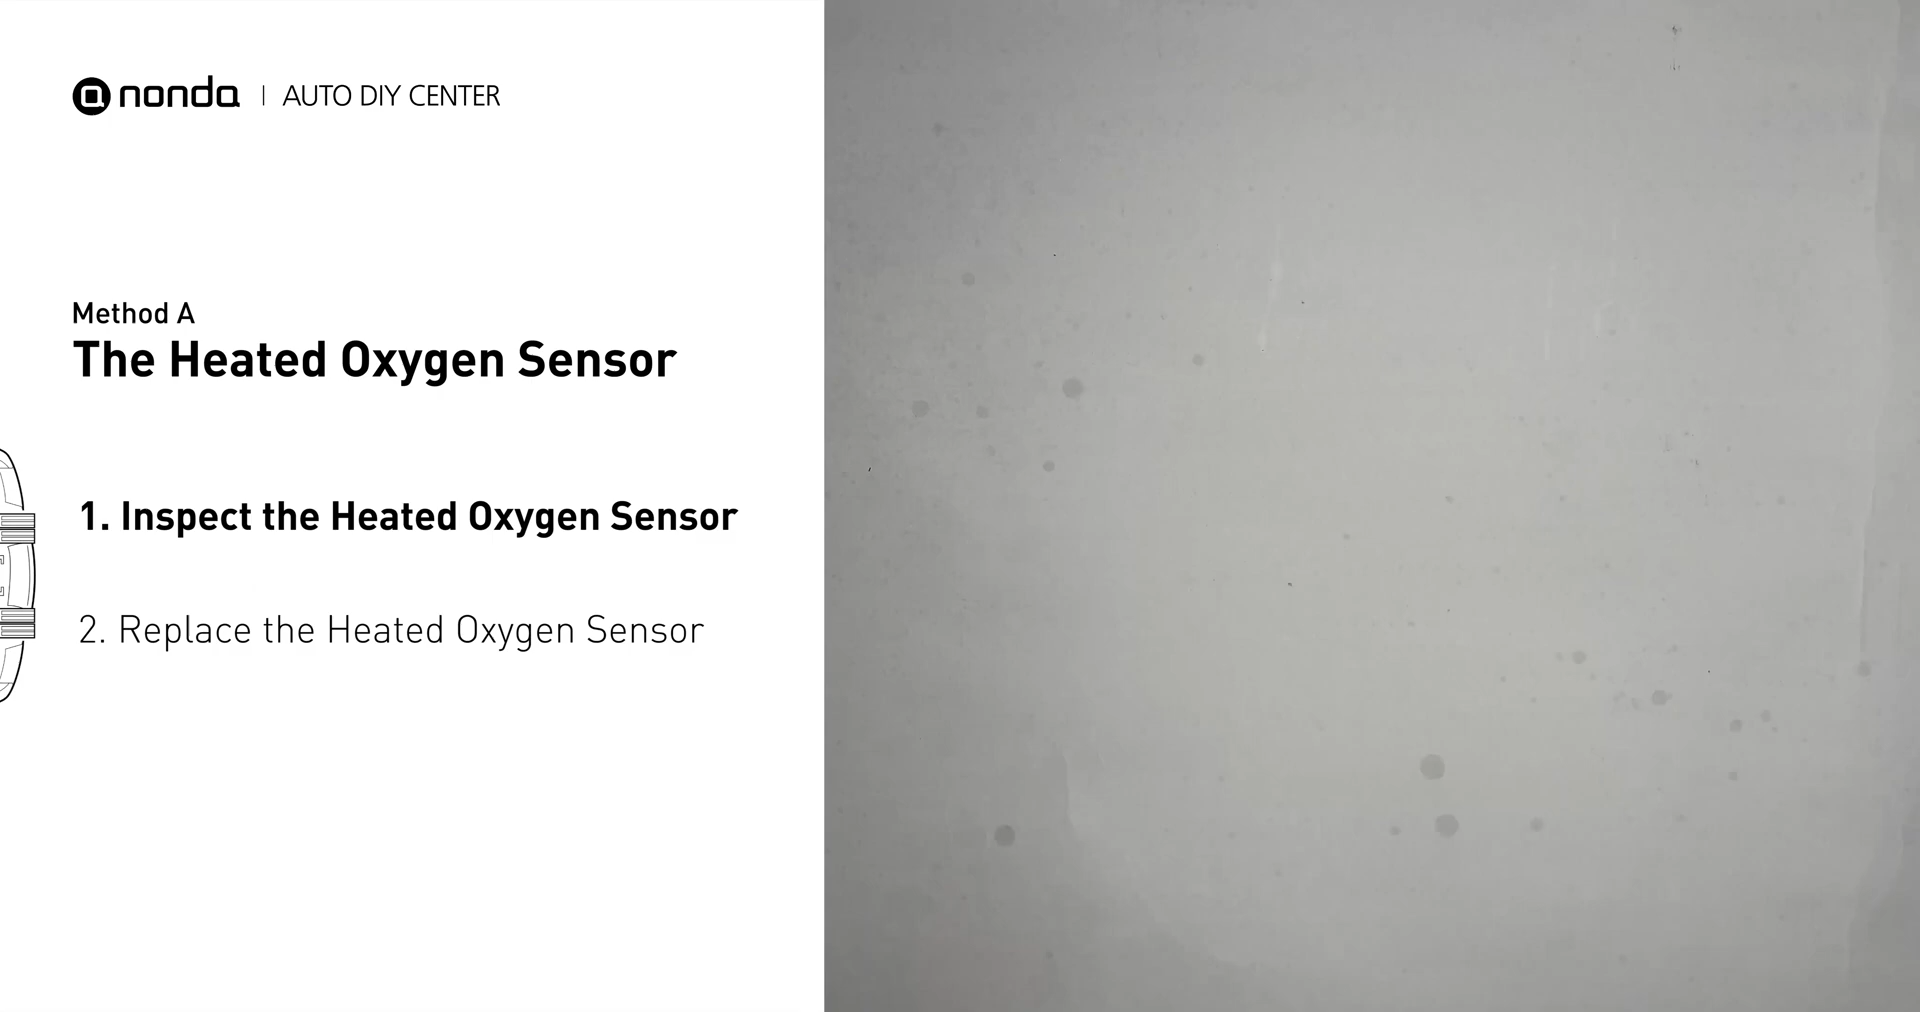 nonda | AUTO DIY CENTER
Method A
The Heated Oxygen Sensor
1. Inspect the Heated Oxygen Sensor
2. Replace the Heated Oxygen Sensor